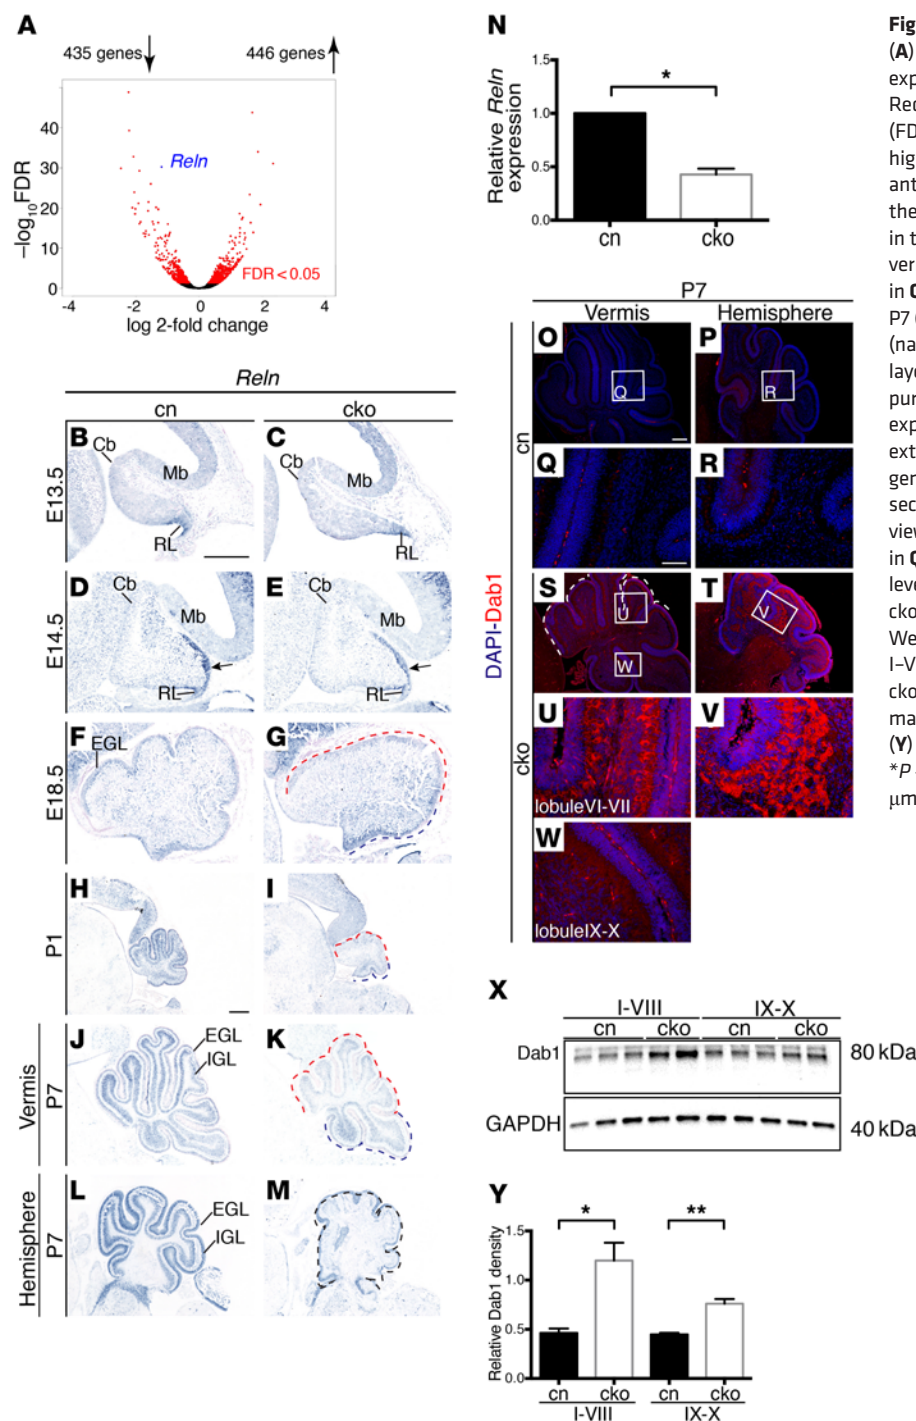 A
435 genes
446 genes
−log10FDR
40
30
20
10
0
Reln
FDR < 0.05
-4
-2
0
2
4
log 2-fold change
Reln
cn
cko
E13.5
B
Cb
Mb
RL
C
Cb
Mb
RL
E14.5
D
Cb
Mb
RL
E
Cb
Mb
RL
E18.5
F
EGL
G
P1
H
I
Vermis
P7
J
EGL
IGL
K
Hemisphere
P7
L
EGL
IGL
M
N
Relative Reln
expression
1.5
1.0
0.5
0.0
*
cn
cko
P7
Vermis
Hemisphere
DAPI-Dab1
cn
O
Q
P
R
Q
R
cko
S
U
W
T
V
U
lobuleVI-VII
V
W
lobuleIX-X
X
I-VIII
IX-X
cn
cko
cn
cko
Dab1
80 kDa
GAPDH
40 kDa
Y
Relative Dab1 density
1.5
1.0
0.5
0.0
*
**
cn
cko
cn
cko
I-VIII
IX-X
Fig
(A)
exp
Rec
(FD
hig
ant
the
in t
ver
in C
P7 (
(na
laye
pur
exp
ext
gen
sec
view
in Q
leve
cko
We
I–V
cko
ma
(Y)
*P
μm